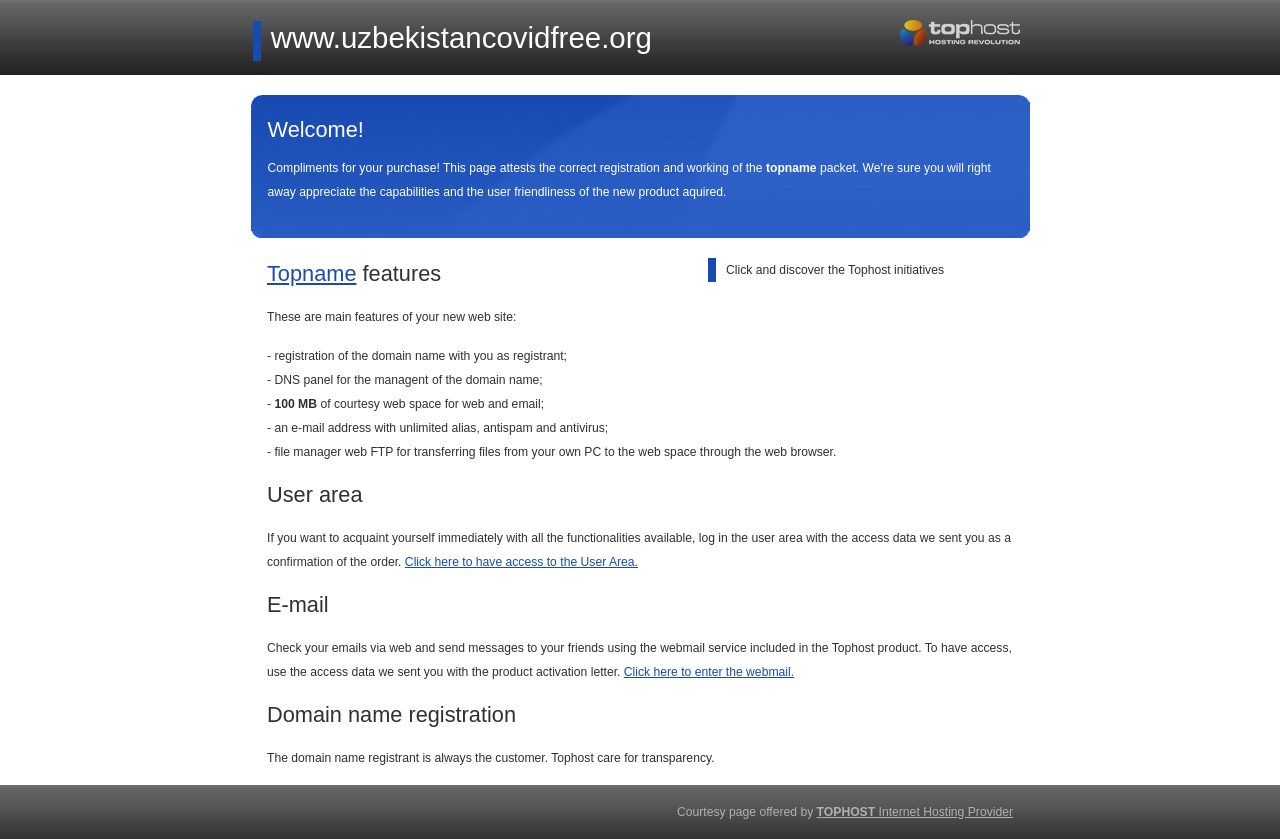 www.uzbekistancovidfree.org
tophost
HOSTING REVOLUTION
Welcome!
Compliments for your purchase! This page attests the correct registration and working of the topname packet. We're sure you will right
away appreciate the capabilities and the user friendliness of the new product aquired.
Topname features
Click and discover the Tophost initiatives
These are main features of your new web site:
- registration of the domain name with you as registrant;
- DNS panel for the managent of the domain name;
- 100 MB of courtesy web space for web and email;
- an e-mail address with unlimited alias, antispam and antivirus;
- file manager web FTP for transferring files from your own PC to the web space through the web browser.
User area
If you want to acquaint yourself immediately with all the functionalities available, log in the user area with the access data we sent you as a
confirmation of the order. Click here to have access to the User Area.
E-mail
Check your emails via web and send messages to your friends using the webmail service included in the Tophost product. To have access,
use the access data we sent you with the product activation letter. Click here to enter the webmail.
Domain name registration
The domain name registrant is always the customer. Tophost care for transparency.
Courtesy page offered by TOPHOST Internet Hosting Provider